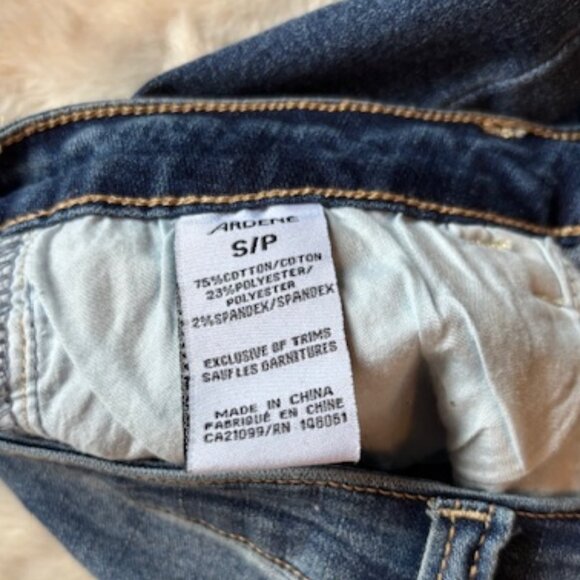 ARDENE
S/P
75%COTTON/COTON
23%POLYESTER/
POLYESTER
2%SPANDEX/SPANDEX
EXCLUSIVE OF TRIMS
SAUF LES GARNITURES
MADE IN CHINA
FABRIQUÉ EN CHINE
CA21099/RN 148051